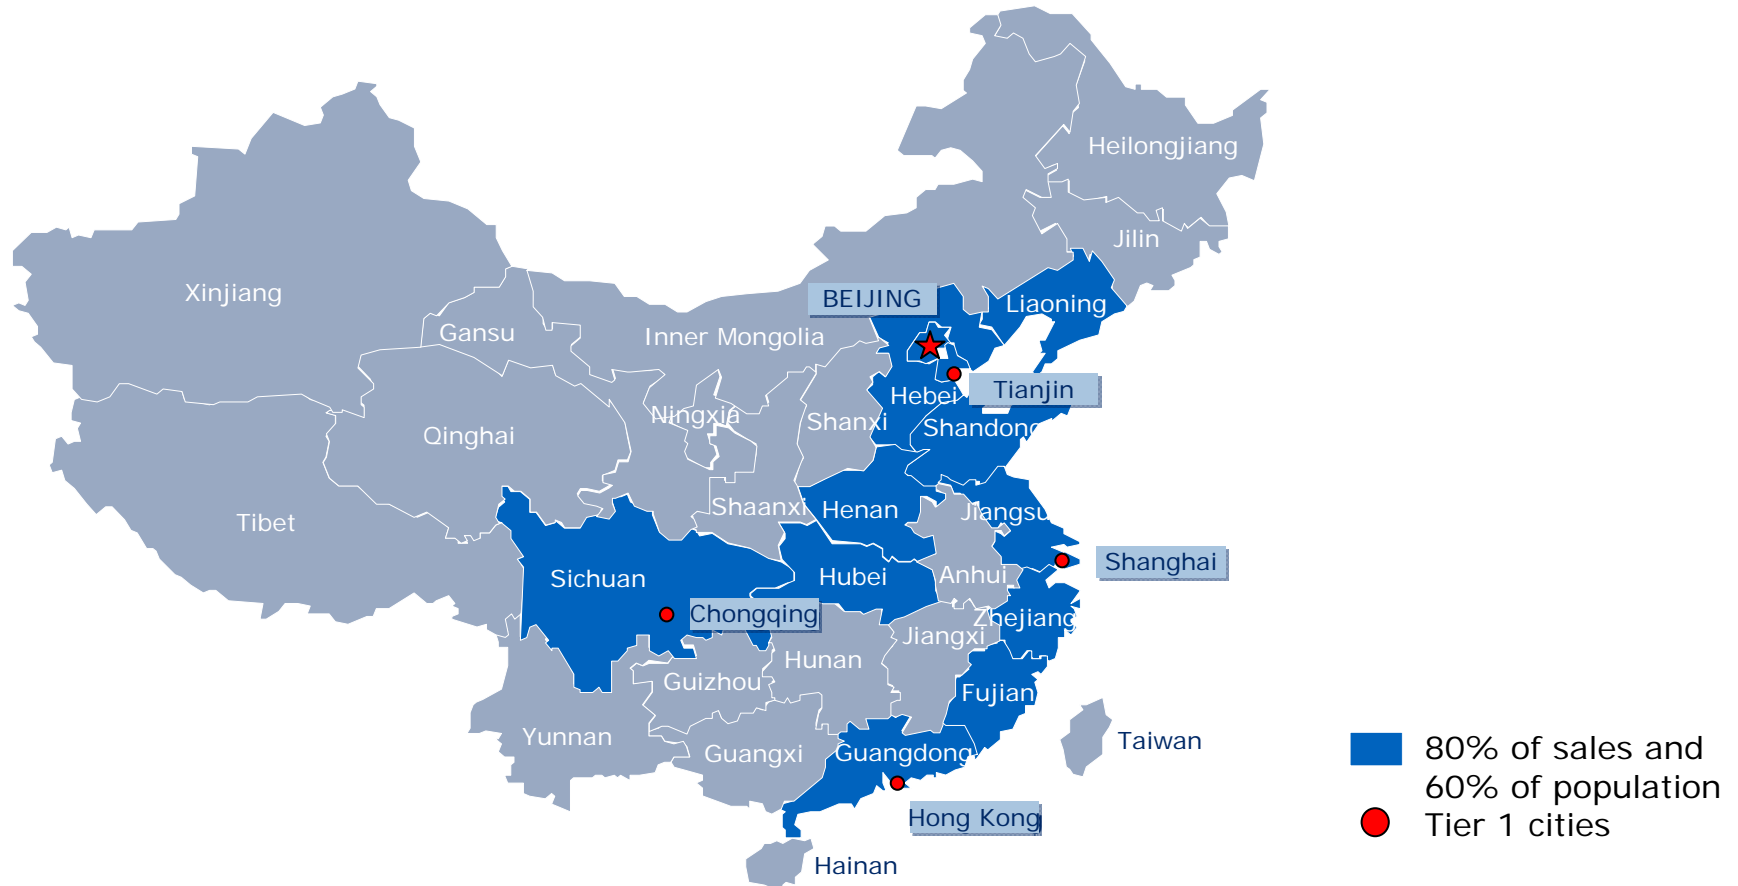 Heilongjiang
Jilin
Xinjiang
BEIJING
Liaoning
Gansu
Inner Mongolia
Tianjin
Hebei
Ningxia
Shanxi
Shandong
Qinghai
Shaanxi
Henan
Jiangsu
Tibet
Shanghai
Sichuan
Hubei
Anhui
Chongqing
Zhejiang
Jiangxi
Hunan
Guizhou
Fujian
Yunnan
Guangxi
Guangdong
Taiwan
Hong Kong
Hainan
80% of sales and
60% of population
Tier 1 cities